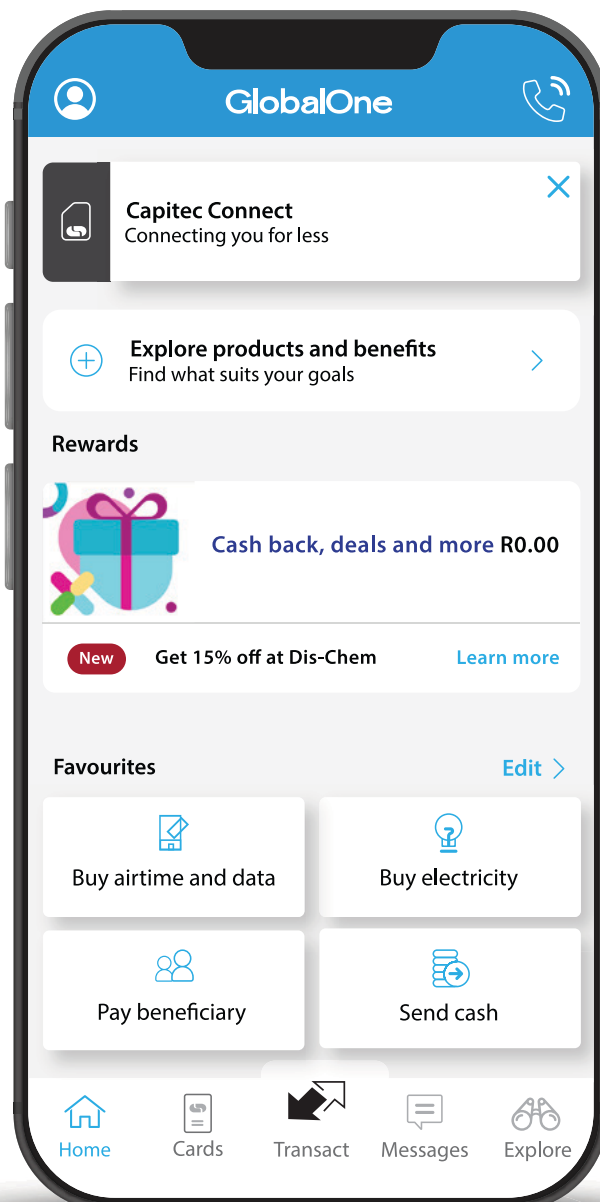 GlobalOne
Capitec Connect
Connecting you for less
Explore products and benefits
Find what suits your goals
Rewards
Cash back, deals and more R0.00
New Get 15% off at Dis-Chem Learn more
Favourites Edit
Buy airtime and data Buy electricity
Pay beneficiary Send cash
Home Cards Transact Messages Explore